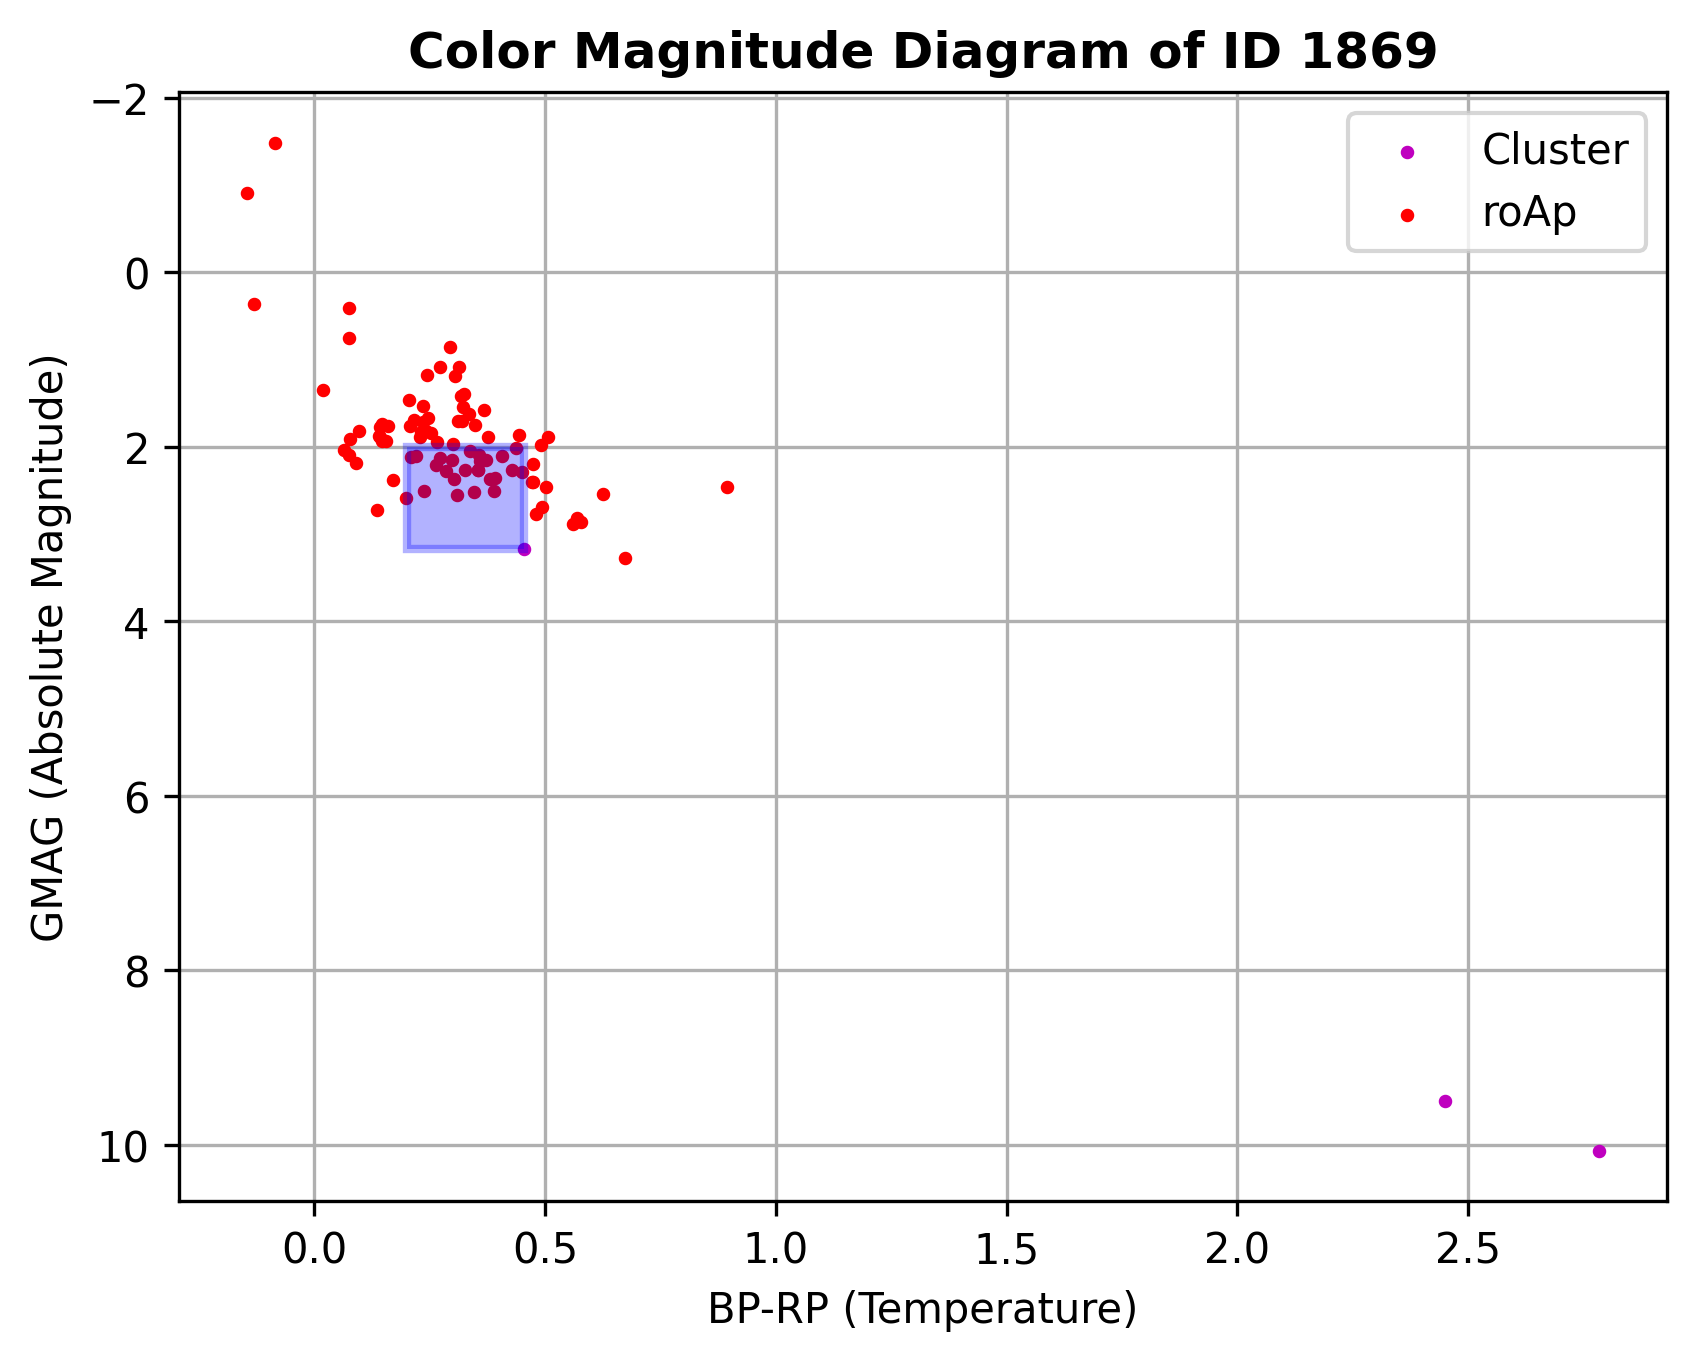 Color Magnitude Diagram of ID 1869
Cluster
roAp
GMAG (Absolute Magnitude)
−2
0
2
4
6
8
10
0.0 0.5 1.0 1.5 2.0 2.5
BP-RP (Temperature)